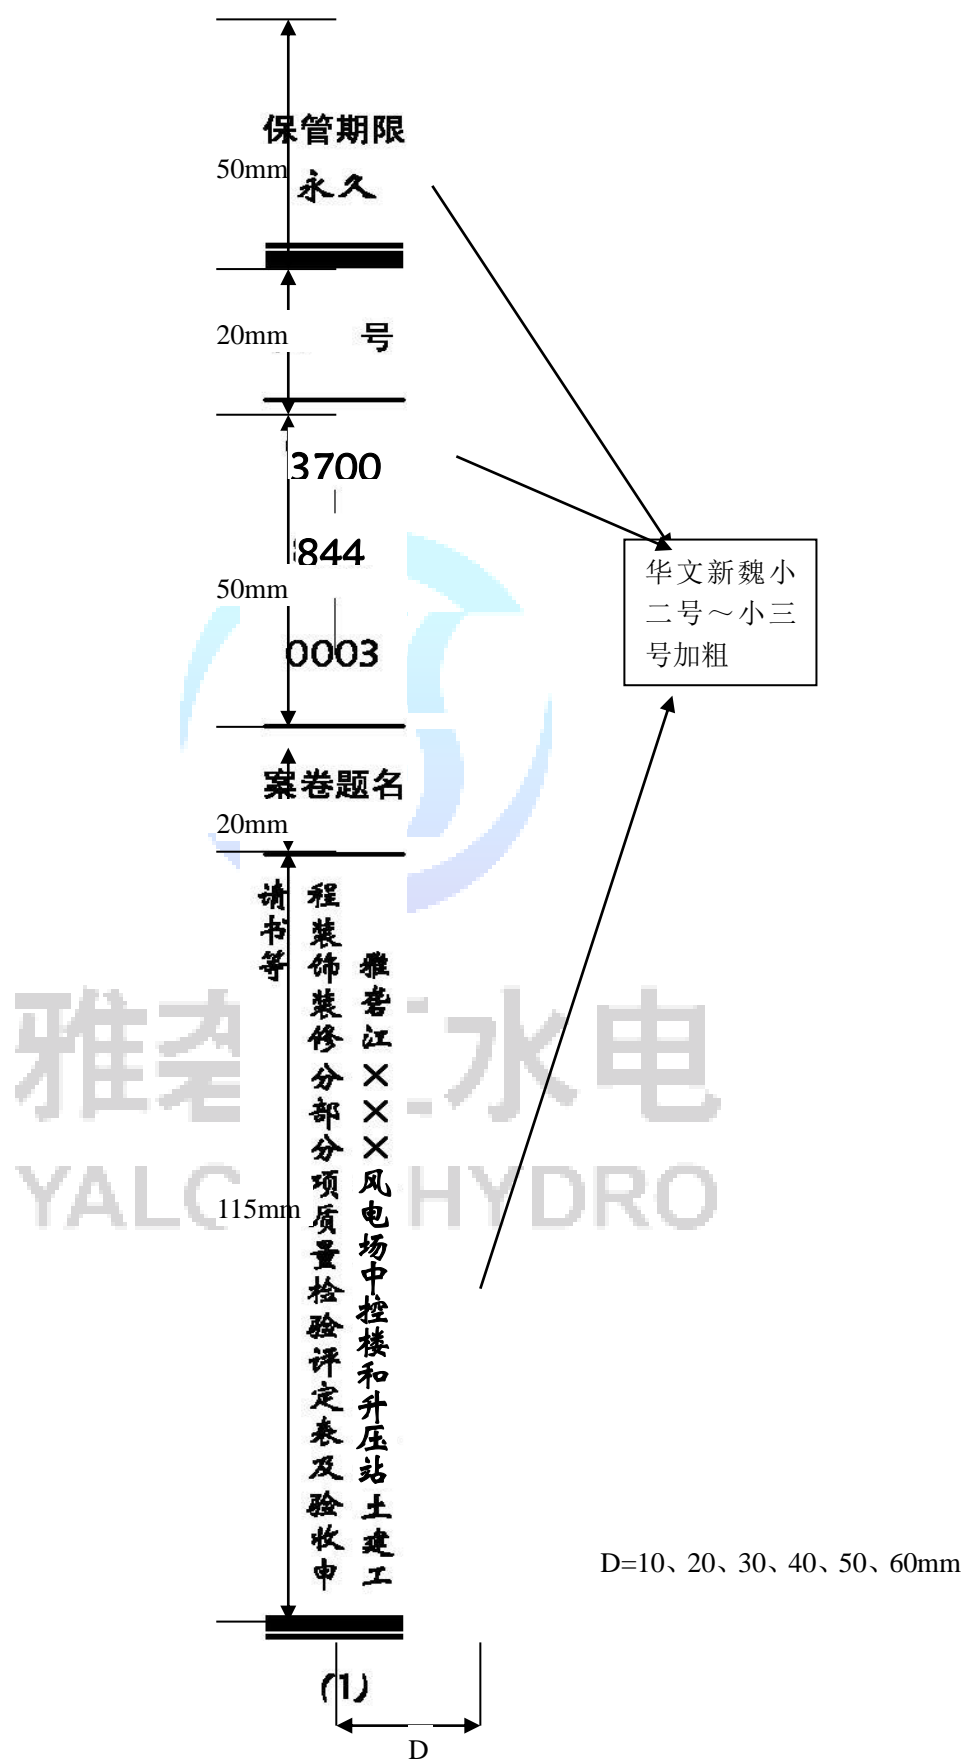 保管期限
50mm
永久
20mm
号
3700
844
50mm
0003
华文新魏小
二号～小三
号加粗
案卷题名
20mm
雅砻江×××风电场中控楼和升压站土建工
程装饰装修分部分项质量检验评定表及验收申
请书等
115mm
雅砻江水电
YALONG HYDRO
D=10、20、30、40、50、60mm
(1)
D